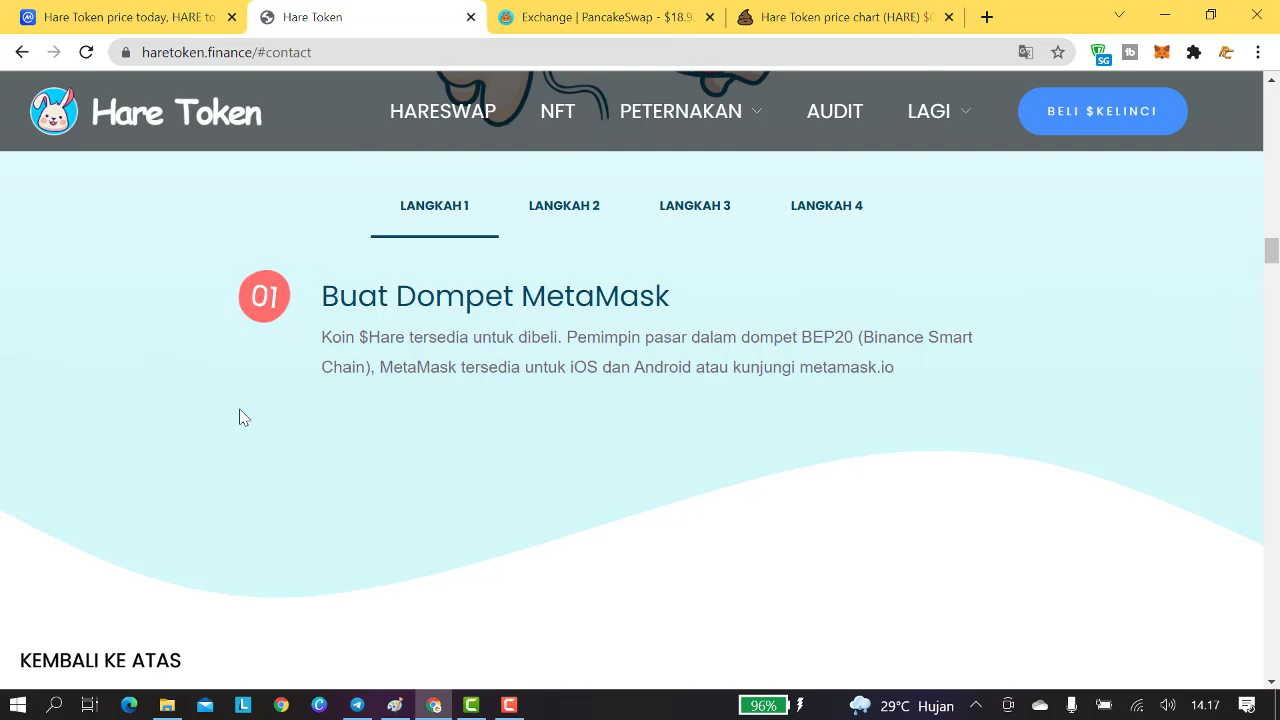 Hare Token price today, HARE to
Hare Token
Exchange | PancakeSwap - $18.9
Hare Token price chart (HARE) $0
haretoken.finance/#contact
SG
Hare Token
HARESWAP
NFT
PETERNAKAN
AUDIT
LAGI
BELI $KELINCI
LANGKAH 1
LANGKAH 2
LANGKAH 3
LANGKAH 4
01
Buat Dompet MetaMask
Koin $Hare tersedia untuk dibeli. Pemimpin pasar dalam dompet BEP20 (Binance Smart
Chain), MetaMask tersedia untuk iOS dan Android atau kunjungi metamask.io
KEMBALI KE ATAS
96%
29°C Hujan
14.17